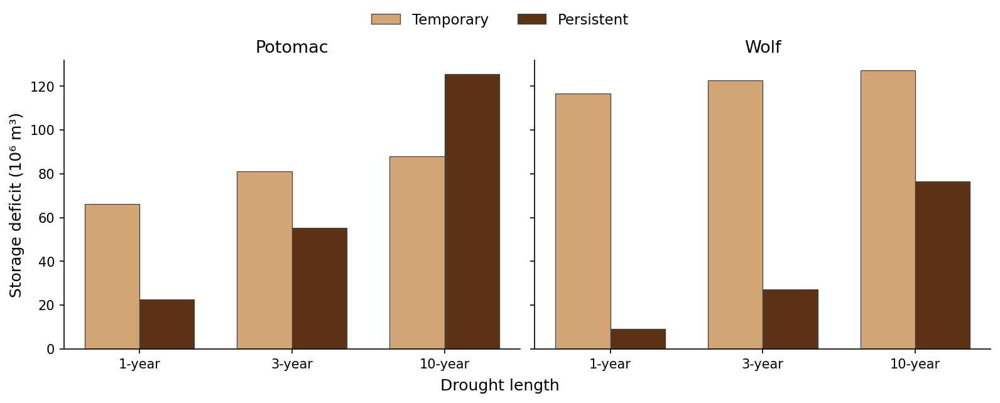 Temporary
Persistent
Potomac
Wolf
Storage deficit (10⁶ m³)
120
100
80
60
40
20
0
1-year
3-year
10-year
1-year
3-year
10-year
Drought length